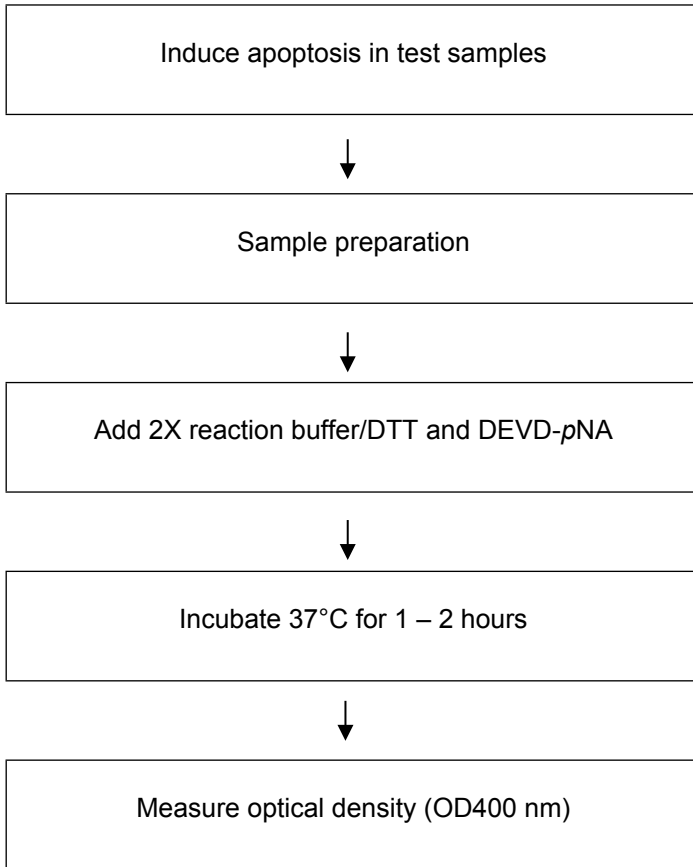 Induce apoptosis in test samples
Sample preparation
Add 2X reaction buffer/DTT and DEVD-pNA
Incubate 37°C for 1 – 2 hours
Measure optical density (OD400 nm)